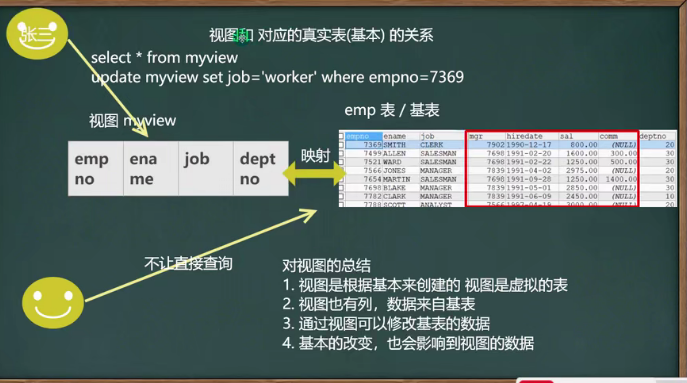 张三
视图和 对应的真实表(基本) 的关系
select * from myview
update myview set job='worker' where empno=7369
emp 表 / 基表
视图 myview
empno ename job deptno
映射
empno ename job mgr hiredate sal comm deptno
7369 SMITH CLERK 7902 1990-12-17 800.00 (NULL) 20
7499 ALLEN SALESMAN 7698 1991-02-20 1600.00 300.00 30
7521 WARD SALESMAN 7698 1991-02-22 1250.00 500.00 30
7566 JONES MANAGER 7839 1991-04-02 2975.00 (NULL) 20
7654 MARTIN SALESMAN 7698 1991-09-28 1250.00 1400.00 30
7698 BLAKE MANAGER 7839 1991-05-01 2850.00 (NULL) 30
7782 CLARK MANAGER 7839 1991-06-09 2450.00 (NULL) 10
7788 SCOTT ANALYST 7566 1997-04-19 3000.00 (NULL) 20
不让直接查询
对视图的总结
1. 视图是根据基本来创建的 视图是虚拟的表
2. 视图也有列，数据来自基表
3. 通过视图可以修改基表的数据
4. 基本的改变，也会影响到视图的数据